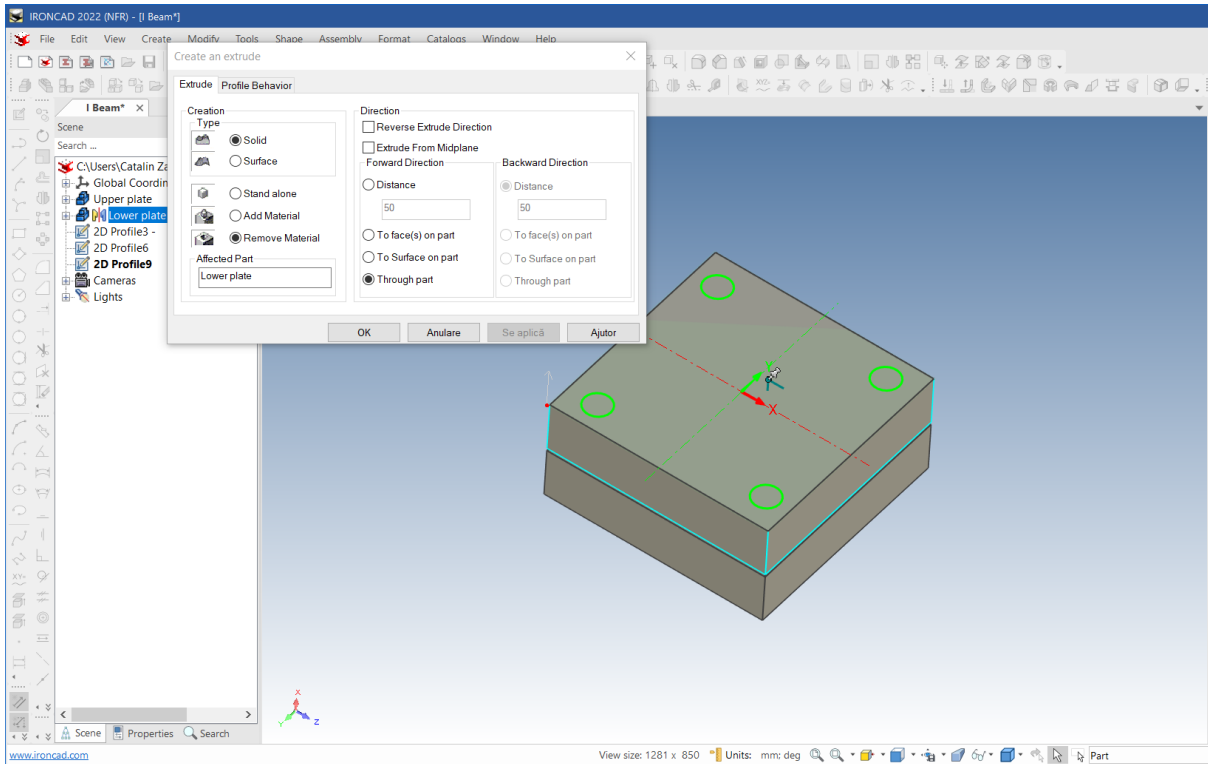 IRONCAD 2022 (NFR) - [I Beam*]
File Edit View Create Modify Tools Shape Assembly Format Catalogs Window Help
Create an extrude
Extrude Profile Behavior
I Beam*
Scene
Search ...
C:\Users\Catalin Za
Global Coordin
Upper plate
Lower plate
2D Profile3 -
2D Profile6
2D Profile9
Cameras
Lights
Creation
Type
Solid
Surface
Stand alone
Add Material
Remove Material
Affected Part
Lower plate
Direction
Reverse Extrude Direction
Extrude From Midplane
Forward Direction
Distance
50
To face(s) on part
To Surface on part
Through part
Backward Direction
Distance
50
To face(s) on part
To Surface on part
Through part
OK Anulare Se aplică Ajutor
Y
X
X
Y
Z
Scene Properties Search
www.ironcad.com
View size: 1281 x 850 Units: mm; deg Part